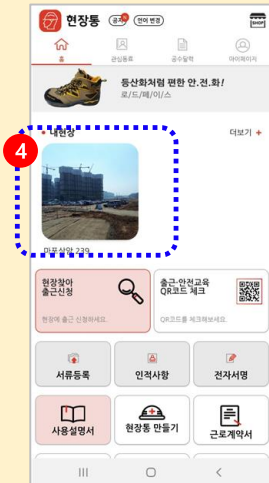 현장통
공지
언어 변경
SHOP
홈
공수달력
마이페이지
등산화처럼 편한 안.전.화!
로/드/페/이/스
• 내현장
더보기 +
4
마포상암 239
현장찾아
출근신청
현장에 출근 신청하세요.
출근·안전교육
QR코드 체크
QR코드를 체크해보세요.
서류등록
인적사항
전자서명
사용설명서
현장통 만들기
근로계약서